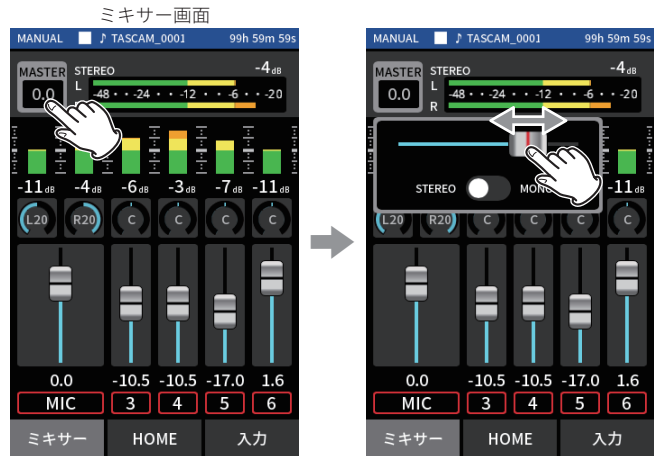 ミキサー画面
MANUAL ♪ TASCAM_0001 99h 59m 59s
MASTER STEREO -4dB
0.0 L -48 -24 -12 -6 -20
-11dB -4dB -6dB -3dB -7dB -11dB
L20 R20 C C C C
0.0 -10.5 -10.5 -17.0 1.6
MIC 3 4 5 6
ミキサー HOME 入力
MANUAL ♪ TASCAM_0001 99h 59m 59s
MASTER STEREO -4dB
0.0 L -48 -24 -12 -6 -20
R
STEREO
-11dB
L20 R20 C C C C
0.0 -10.5 -10.5 -17.0 1.6
MIC 3 4 5 6
ミキサー HOME 入力